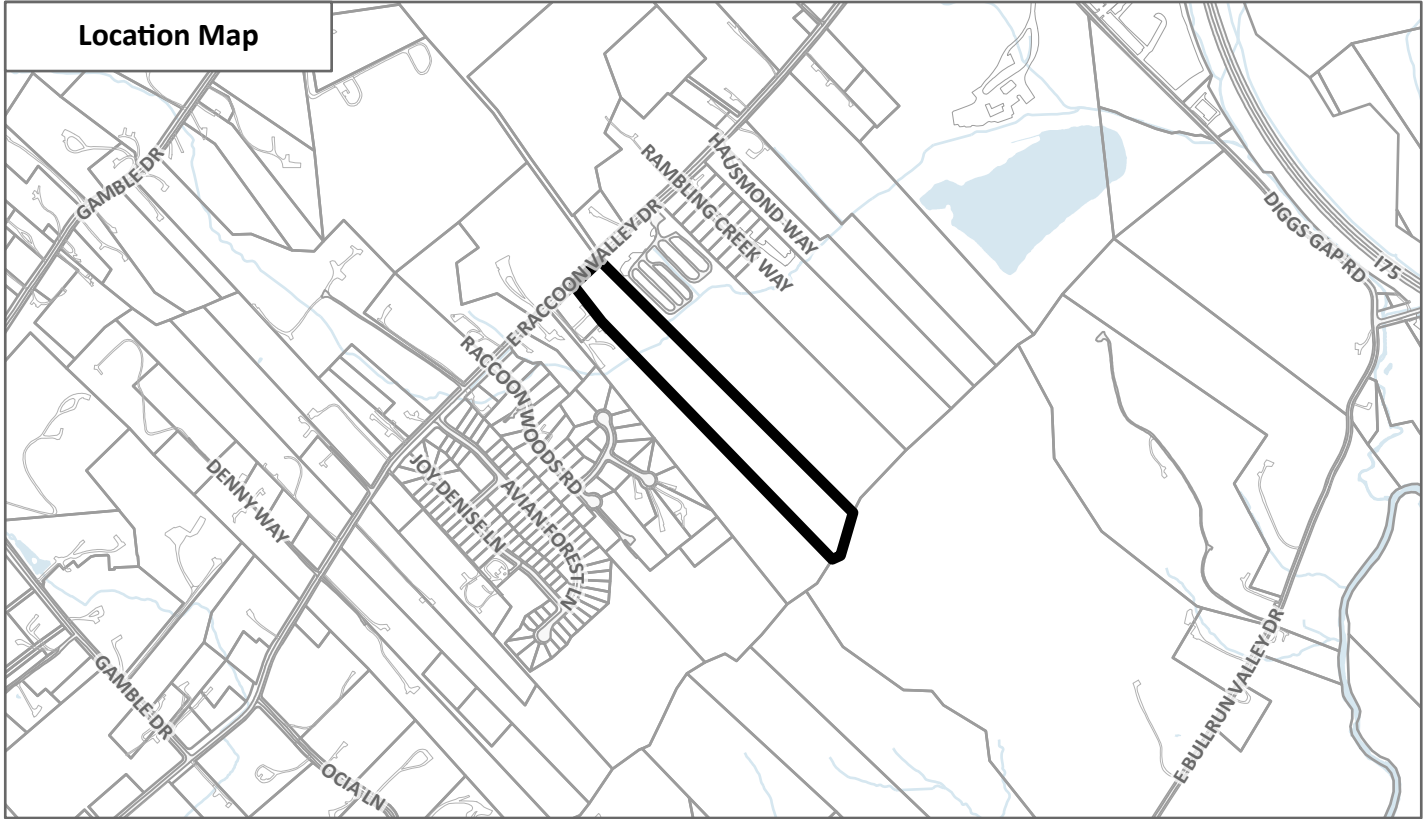 Location Map
GAMBLE DR
HAUSMOND WAY
RAMBLING CREEK WAY
E RACCOON VALLEY DR
DIGGS GAP RD
I75
RACCOON WOODS RD
AVIAN FOREST LN
JOY DENISE LN
DENNY WAY
GAMBLE DR
OCIA LN
E BULLRUN VALLEY DR